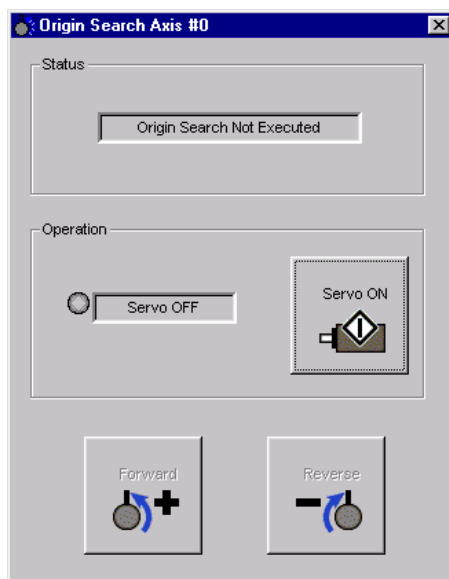 Origin Search Axis #0
Status
Origin Search Not Executed
Operation
Servo OFF
Servo ON
Forward
Reverse